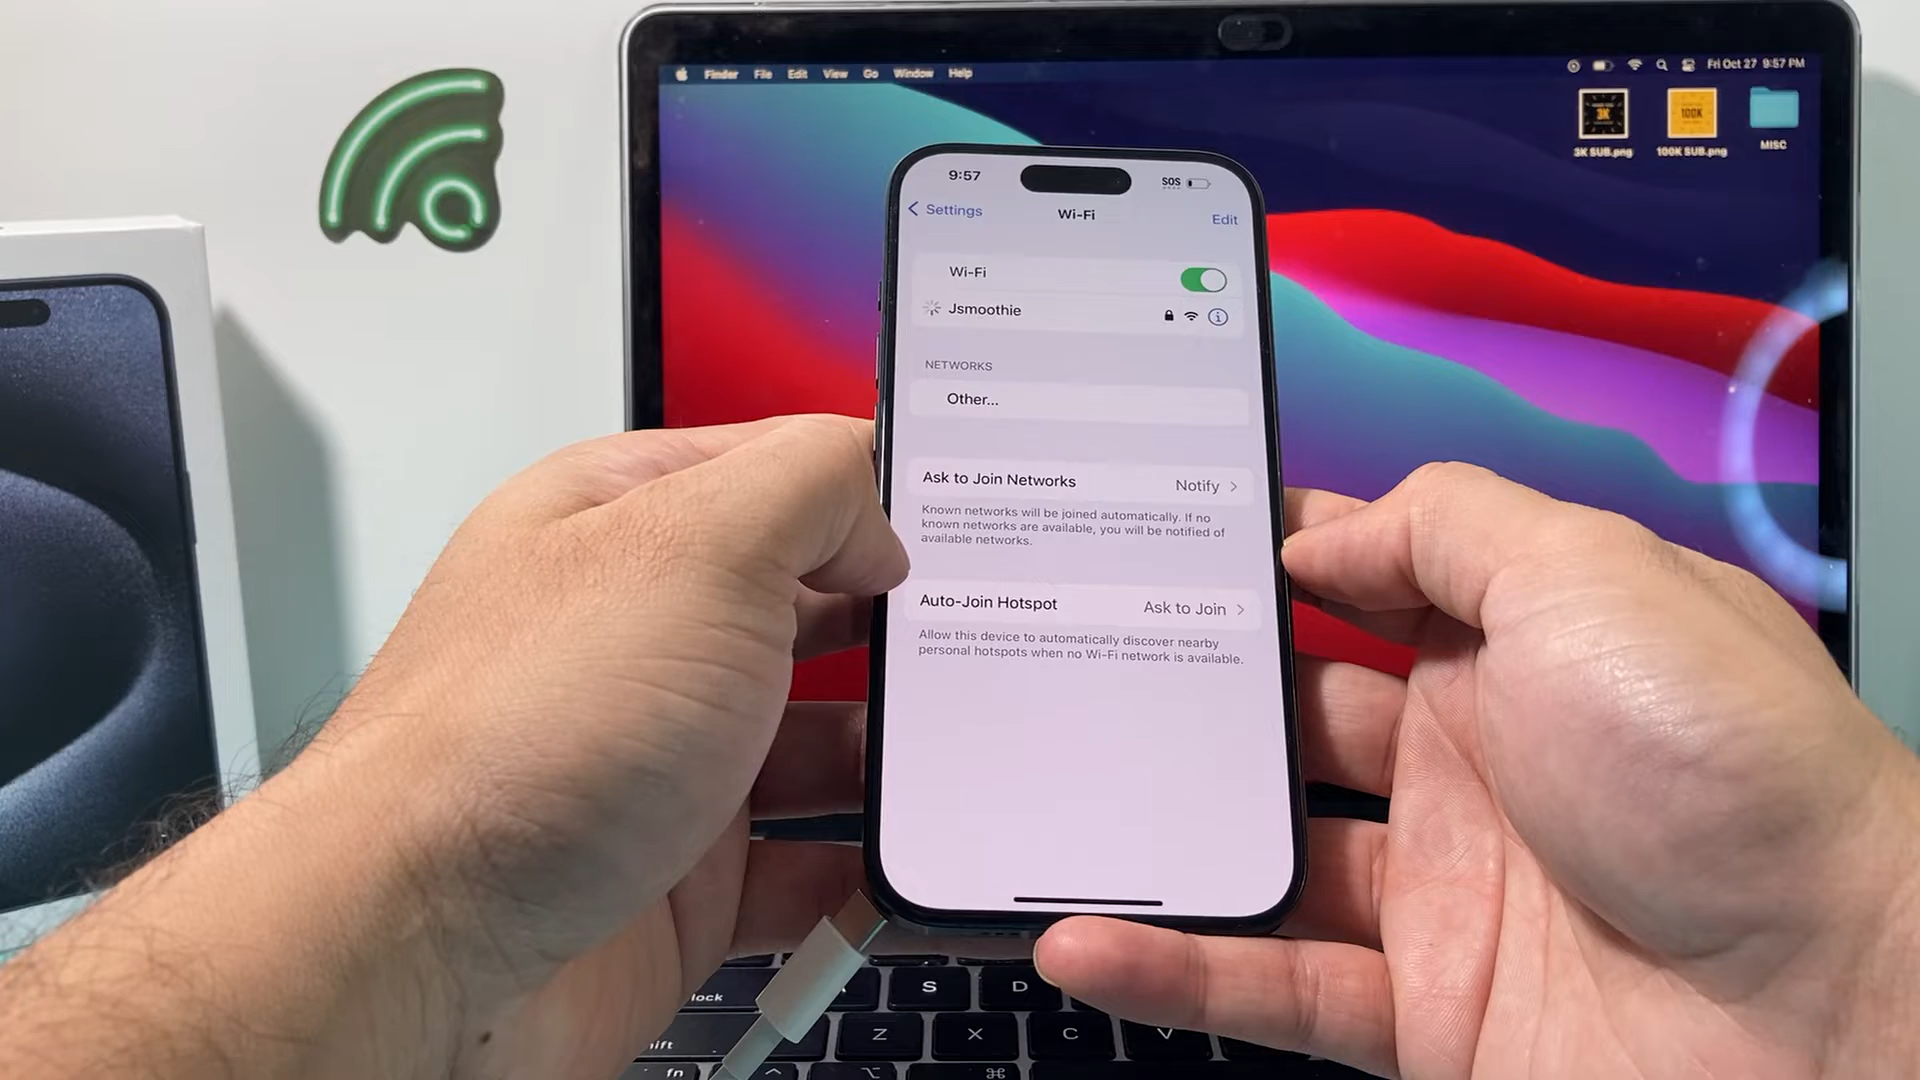 Finder File Edit View Go Window Help
Fri Oct 27 9:57 PM
3K
100K
3K SUB.png
100K SUB.png
MISC
9:57
SOS
Settings
Wi-Fi
Edit
Wi-Fi
Jsmoothie
NETWORKS
Other...
Ask to Join Networks
Notify
Known networks will be joined automatically. If no
known networks are available, you will be notified of
available networks.
Auto-Join Hotspot
Ask to Join
Allow this device to automatically discover nearby
personal hotspots when no Wi-Fi network is available.
lock
S
D
hift
Z
X
C
V
fn